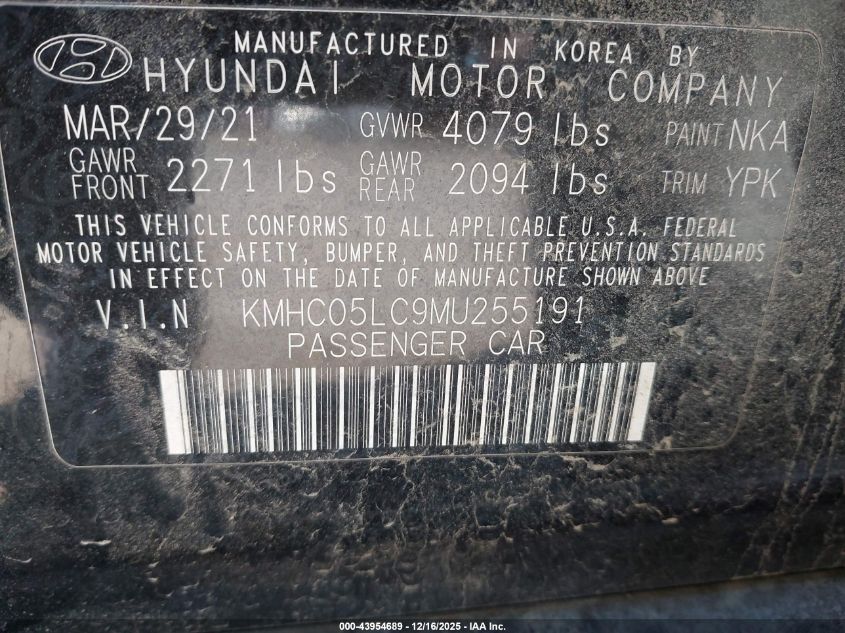 MANUFACTURED IN KOREA BY
HYUNDAI MOTOR COMPANY
MAR/29/21 GVWR 4079 lbs PAINT NKA
GAWR FRONT 2271 lbs GAWR REAR 2094 lbs TRIM YPK
THIS VEHICLE CONFORMS TO ALL APPLICABLE U.S.A. FEDERAL
MOTOR VEHICLE SAFETY, BUMPER, AND THEFT PREVENTION STANDARDS
IN EFFECT ON THE DATE OF MANUFACTURE SHOWN ABOVE
V.I.N KMHC05LC9MU255191
PASSENGER CAR
000-43954689 - 12/16/2025 - IAA Inc.